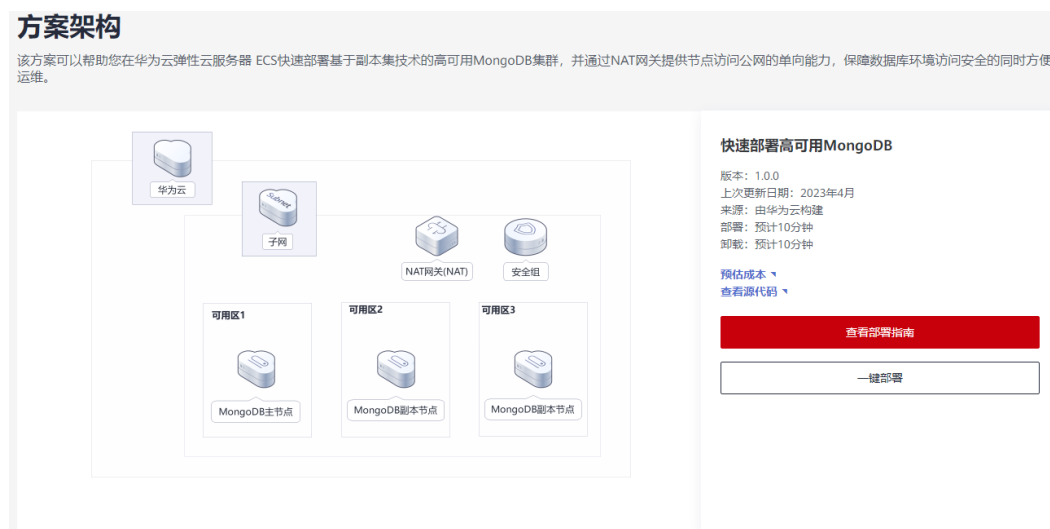 方案架构
该方案可以帮助您在华为云弹性云服务器 ECS快速部署基于副本集技术的高可用MongoDB集群，并通过NAT网关提供节点访问公网的单向能力，保障数据库环境访问安全的同时方便
运维。
华为云
Subnet
子网
NAT网关(NAT)
安全组
可用区1
可用区2
可用区3
MongoDB主节点
MongoDB副本节点
MongoDB副本节点
快速部署高可用MongoDB
版本：1.0.0
上次更新日期：2023年4月
来源：由华为云构建
部署：预计10分钟
卸载：预计10分钟
预估成本
查看源代码
查看部署指南
一键部署